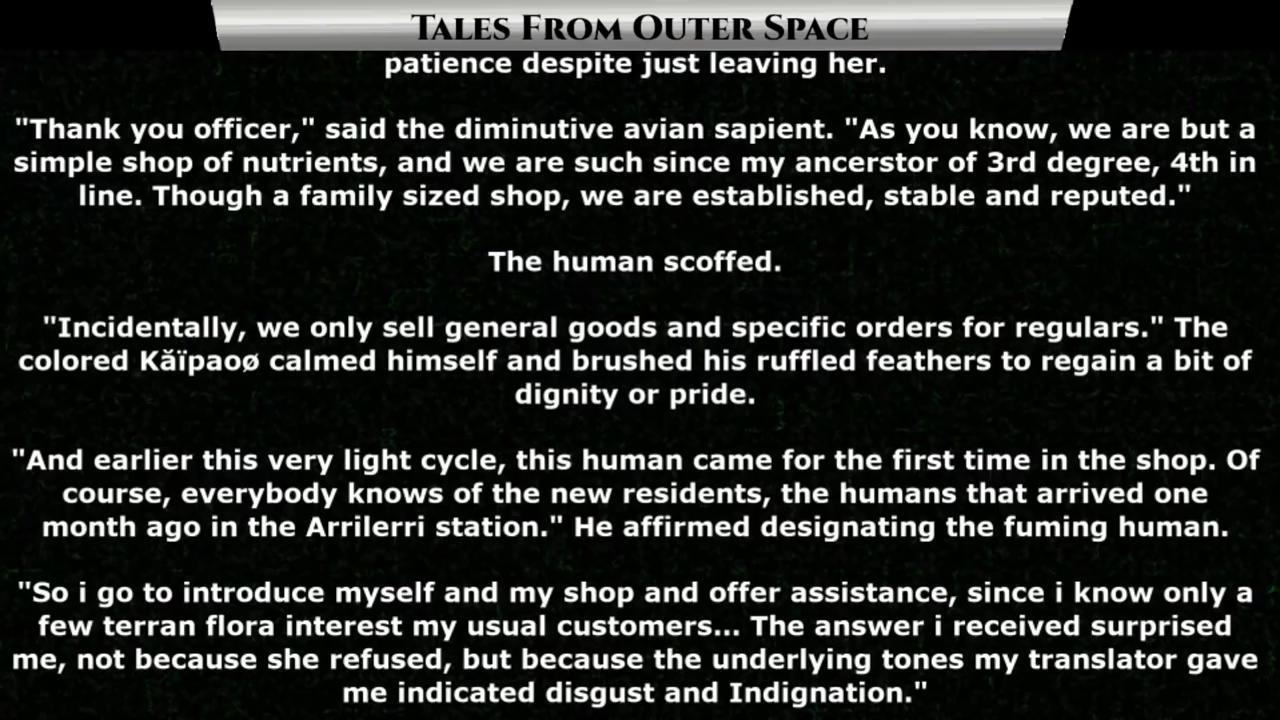 Tales From Outer Space
patience despite just leaving her.
"Thank you officer," said the diminutive avian sapient. "As you know, we are but a
simple shop of nutrients, and we are such since my ancerstor of 3rd degree, 4th in
line. Though a family sized shop, we are established, stable and reputed."
The human scoffed.
"Incidentally, we only sell general goods and specific orders for regulars." The
colored Kăïpaoø calmed himself and brushed his ruffled feathers to regain a bit of
dignity or pride.
"And earlier this very light cycle, this human came for the first time in the shop. Of
course, everybody knows of the new residents, the humans that arrived one
month ago in the Arrilerri station." He affirmed designating the fuming human.
"So i go to introduce myself and my shop and offer assistance, since i know only a
few terran flora interest my usual customers... The answer i received surprised
me, not because she refused, but because the underlying tones my translator gave
me indicated disgust and Indignation."